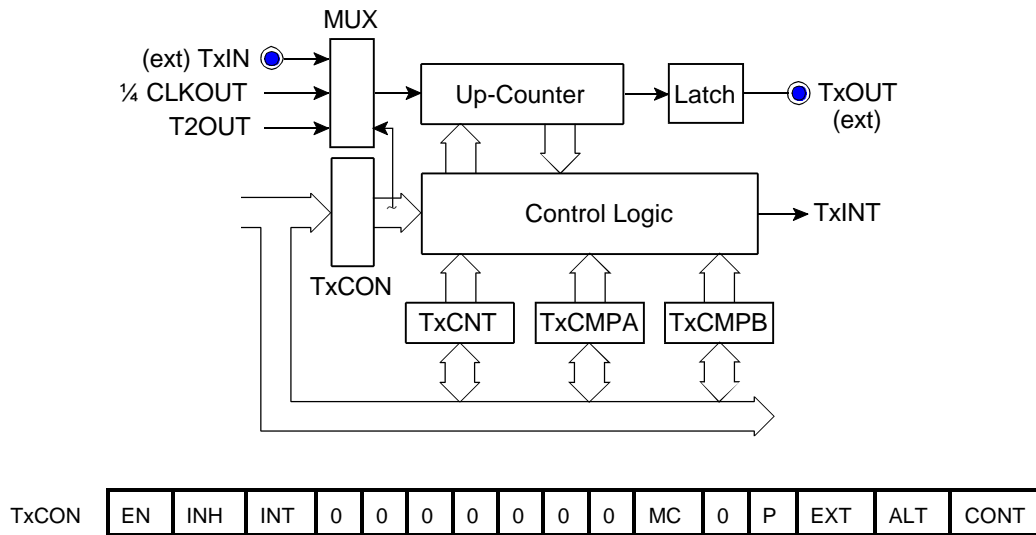 MUX
(ext) TxIN
¼ CLKOUT
T2OUT
Up-Counter
Latch
TxOUT
(ext)
Control Logic
TxINT
TxCON
TxCNT
TxCMPA
TxCMPB
TxCON EN INH INT 0 0 0 0 0 0 0 MC 0 P EXT ALT CONT